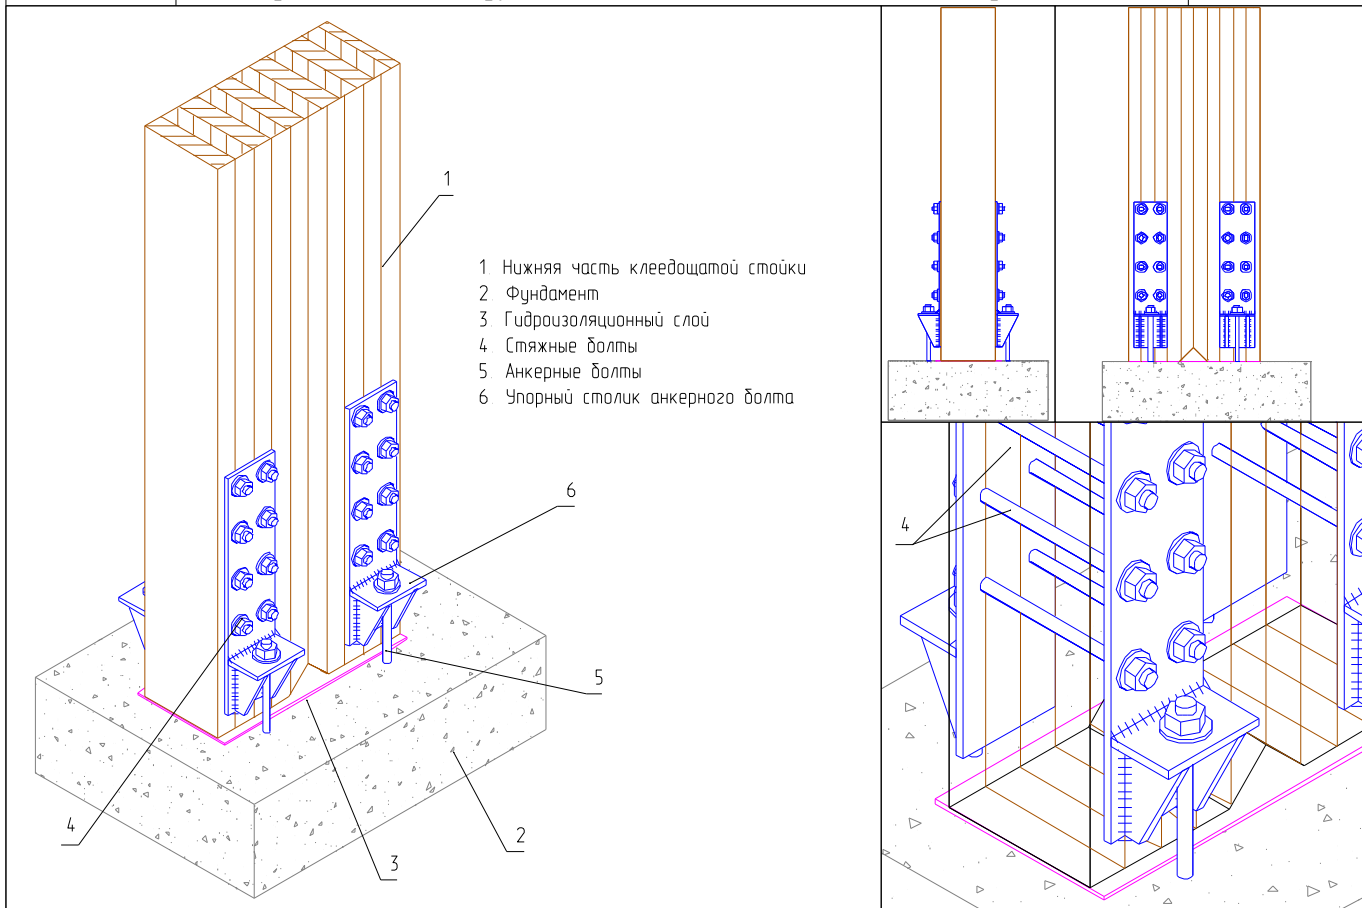 1
1. Нижняя часть клеедощатой стойки
2. Фундамент
3. Гидроизоляционный слой
4. Стяжные болты
5. Анкерные болты
6. Упорный столик анкерного болта
6
4
5
4
2
3